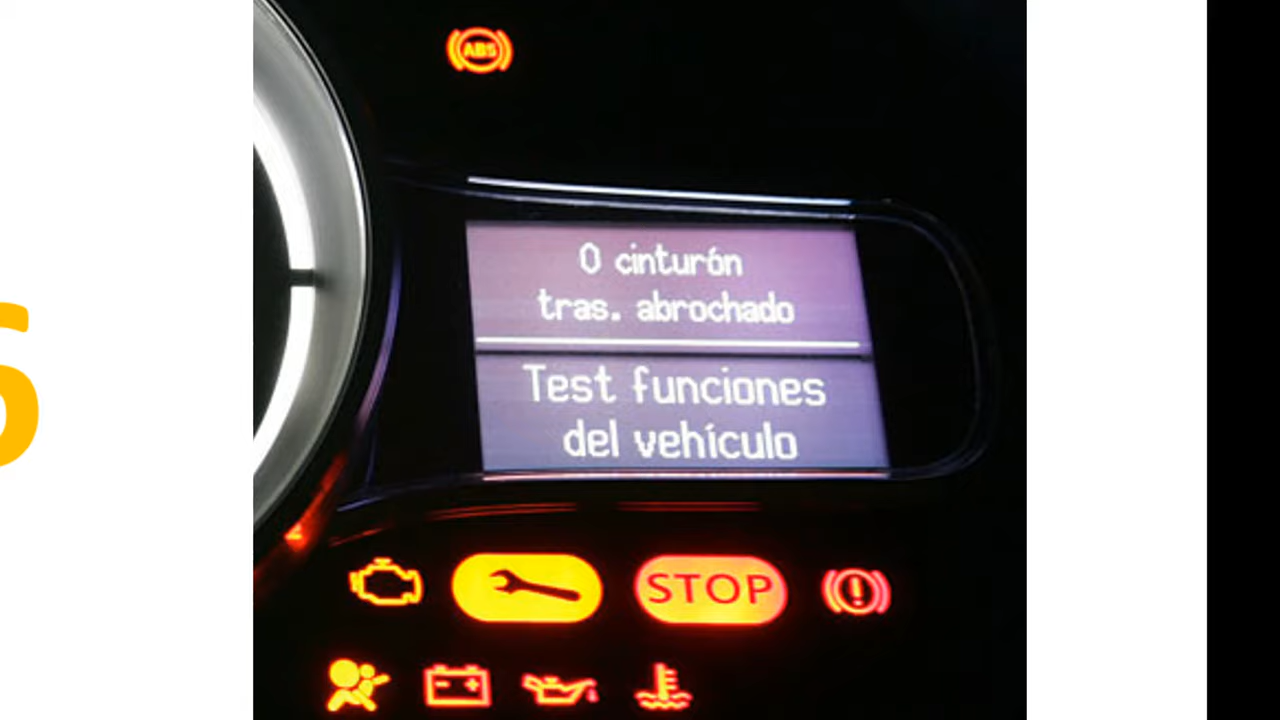 ABS
0 cinturón
tras. abrochado
Test funciones
del vehículo
STOP